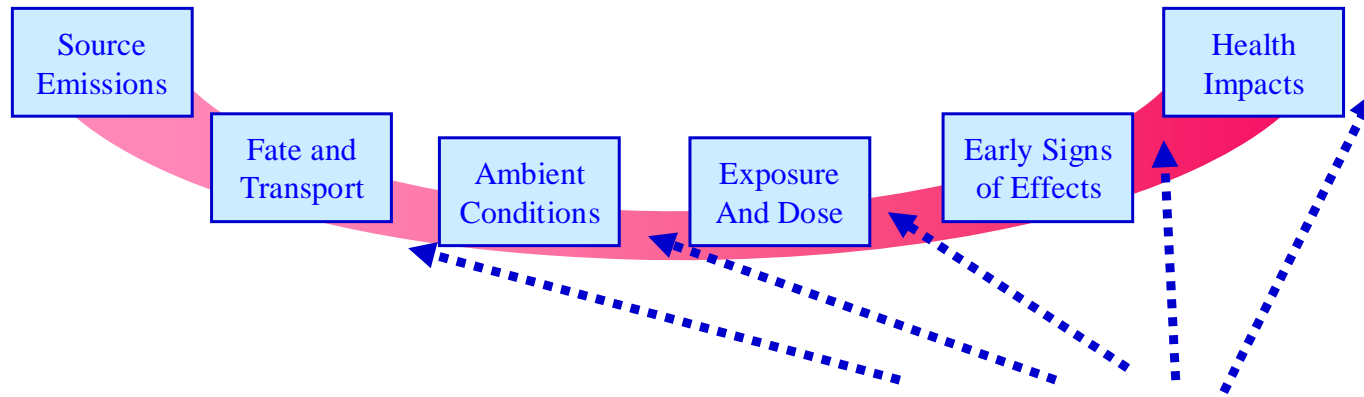 Source
Emissions
Fate and
Transport
Ambient
Conditions
Exposure
And Dose
Early Signs
of Effects
Health
Impacts